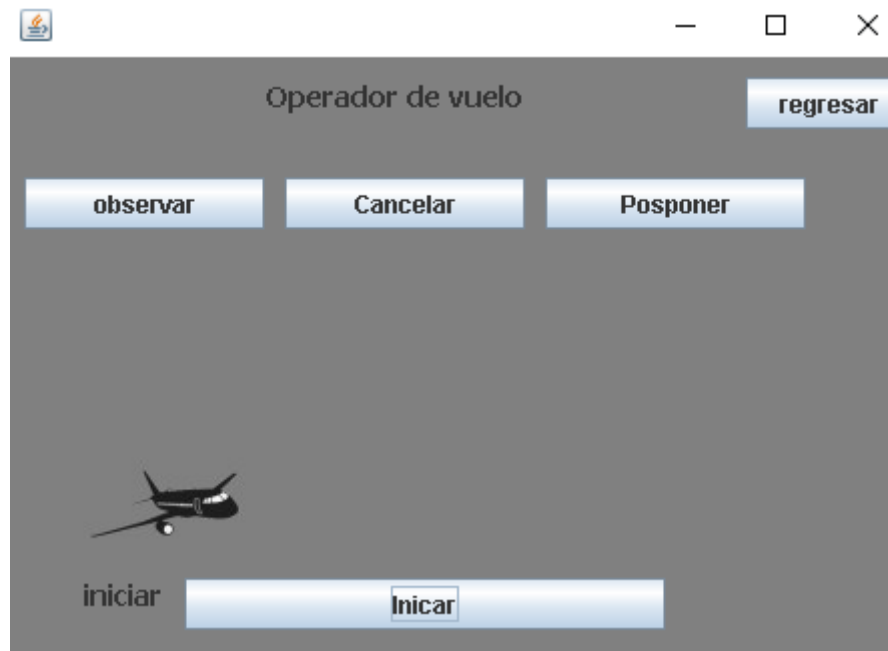 Operador de vuelo
regresar
observar Cancelar Posponer
iniciar Inicar